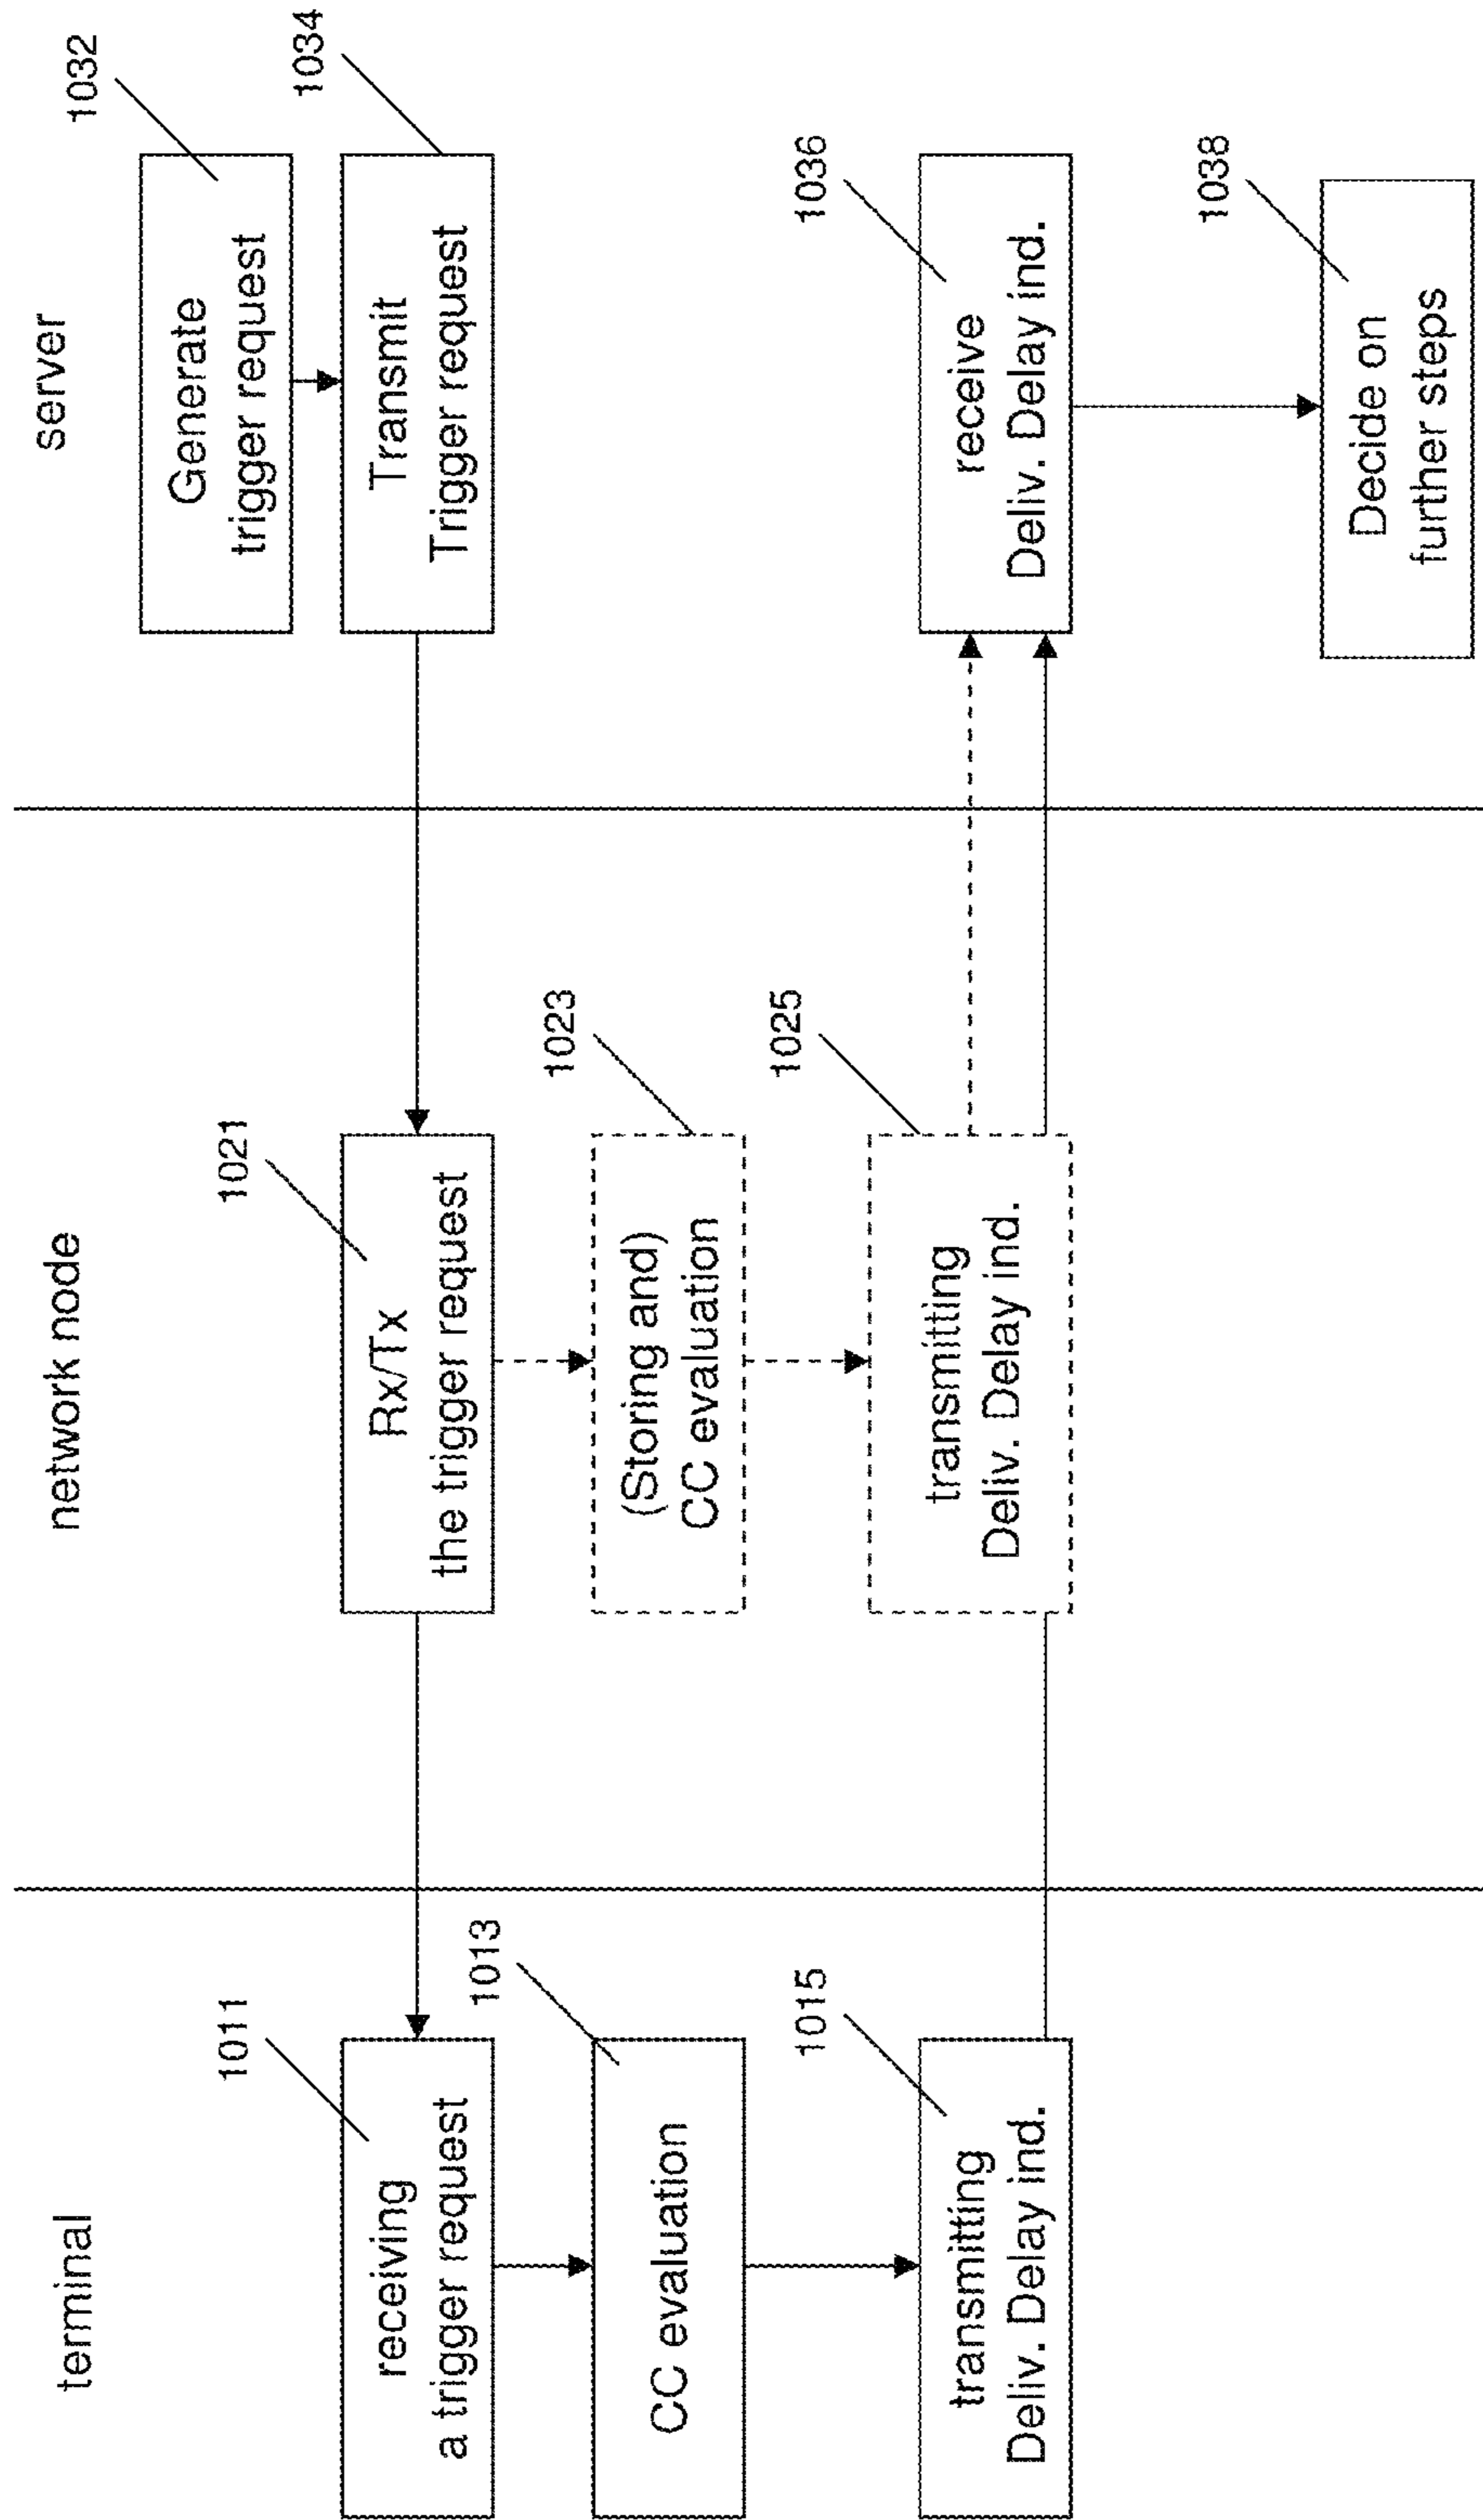 terminal
network node
server
1032
Generate
trigger request
1034
Transmit
Trigger request
1021
Rx/Tx
the trigger request
1011
receiving
a trigger request
1013
CC evaluation
1023
(Storing and)
CC evaluation
1015
transmitting
Deliv. Delay ind.
1025
transmitting
Deliv. Delay ind.
1036
receive
Deliv. Delay ind.
1038
Decide on
further steps